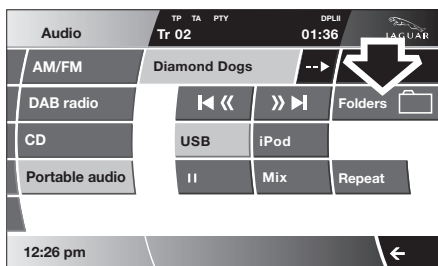 TP TA PTY DPLII
Audio Tr 02 01:36 JAGUAR
AM/FM Diamond Dogs
DAB radio Folders
CD USB iPod
Portable audio Mix Repeat
12:26 pm